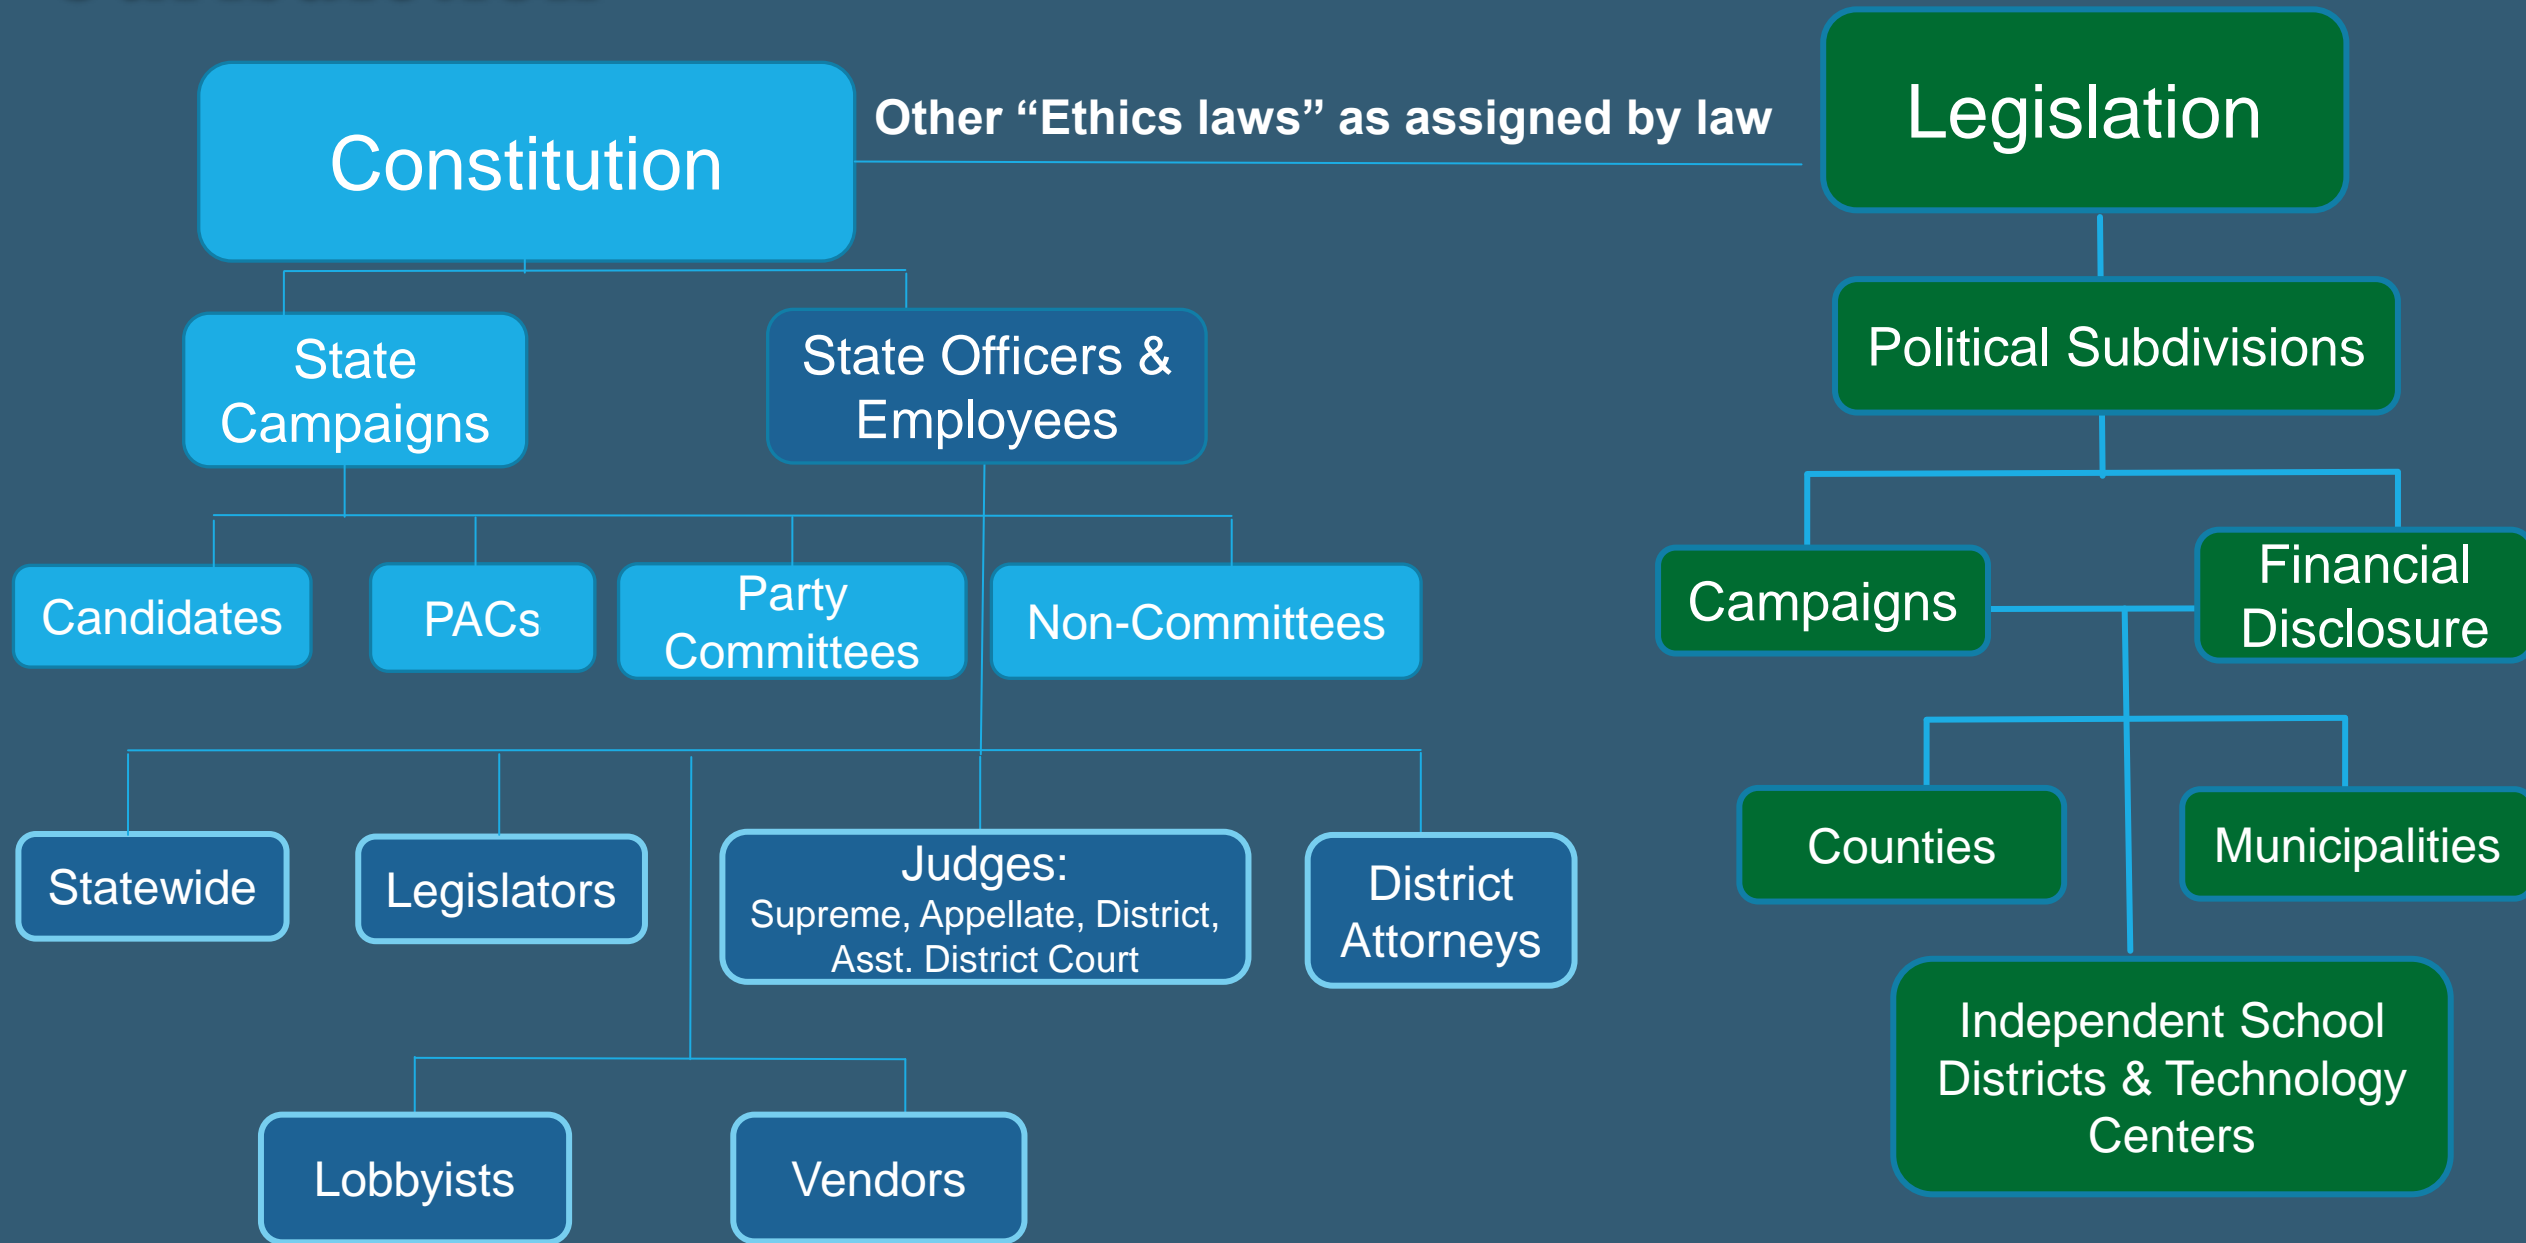 Constitution
Other “Ethics laws” as assigned by law
Legislation
State
Campaigns
State Officers &
Employees
Political Subdivisions
Candidates
PACs
Party
Committees
Non-Committees
Campaigns
Financial
Disclosure
Statewide
Legislators
Judges:
Supreme, Appellate, District,
Asst. District Court
District
Attorneys
Counties
Municipalities
Independent School
Districts & Technology
Centers
Lobbyists
Vendors